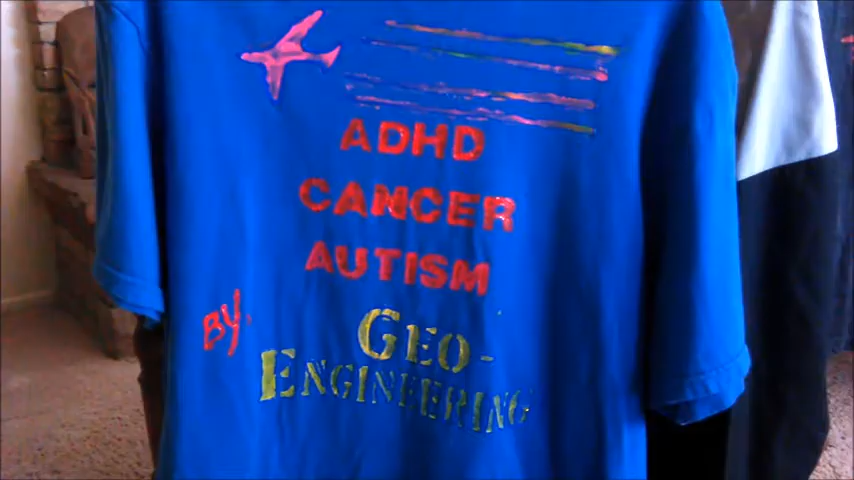 ADHD
CANCER
AUTISM
BY.
GEO-
ENGINEERING